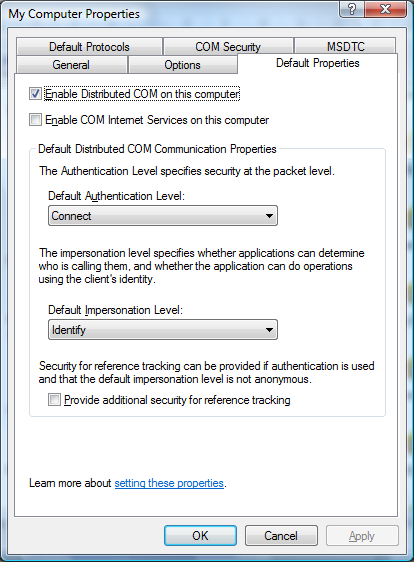 My Computer Properties
Default Protocols COM Security MSDTC
General Options Default Properties
Enable Distributed COM on this computer
Enable COM Internet Services on this computer
Default Distributed COM Communication Properties
The Authentication Level specifies security at the packet level.
Default Authentication Level:
Connect
The impersonation level specifies whether applications can determine
who is calling them, and whether the application can do operations
using the client's identity.
Default Impersonation Level:
Identify
Security for reference tracking can be provided if authentication is used
and that the default impersonation level is not anonymous.
Provide additional security for reference tracking
Learn more about setting these properties.
OK Cancel Apply